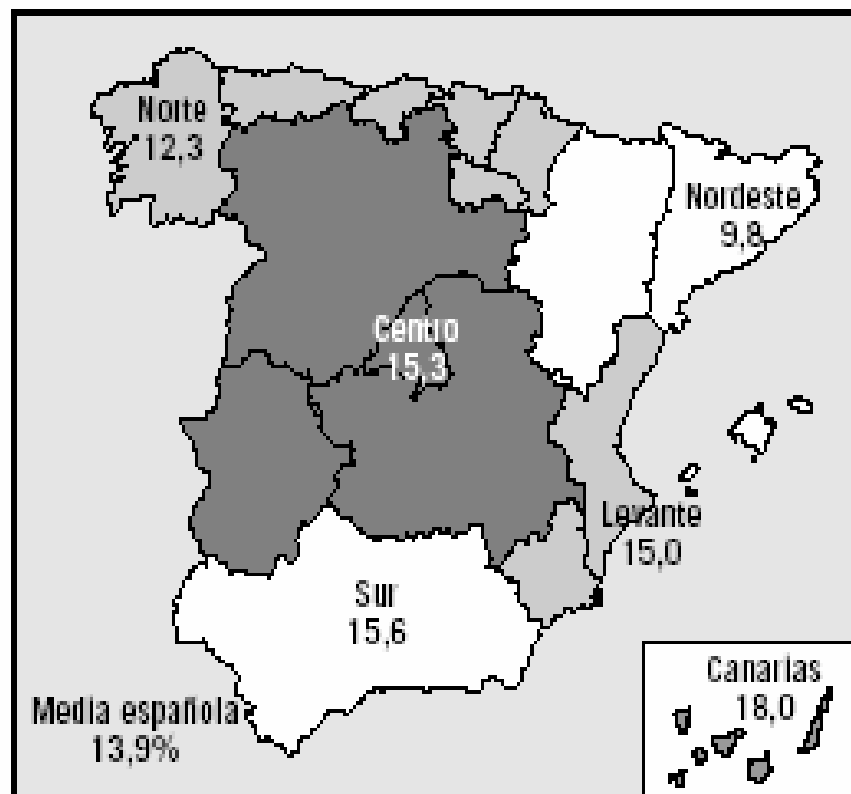 Norte
12,3
Nordeste
9,8
Centro
15,3
Levante
15,0
Sur
15,6
Canarias
18,0
Media española
13,9%